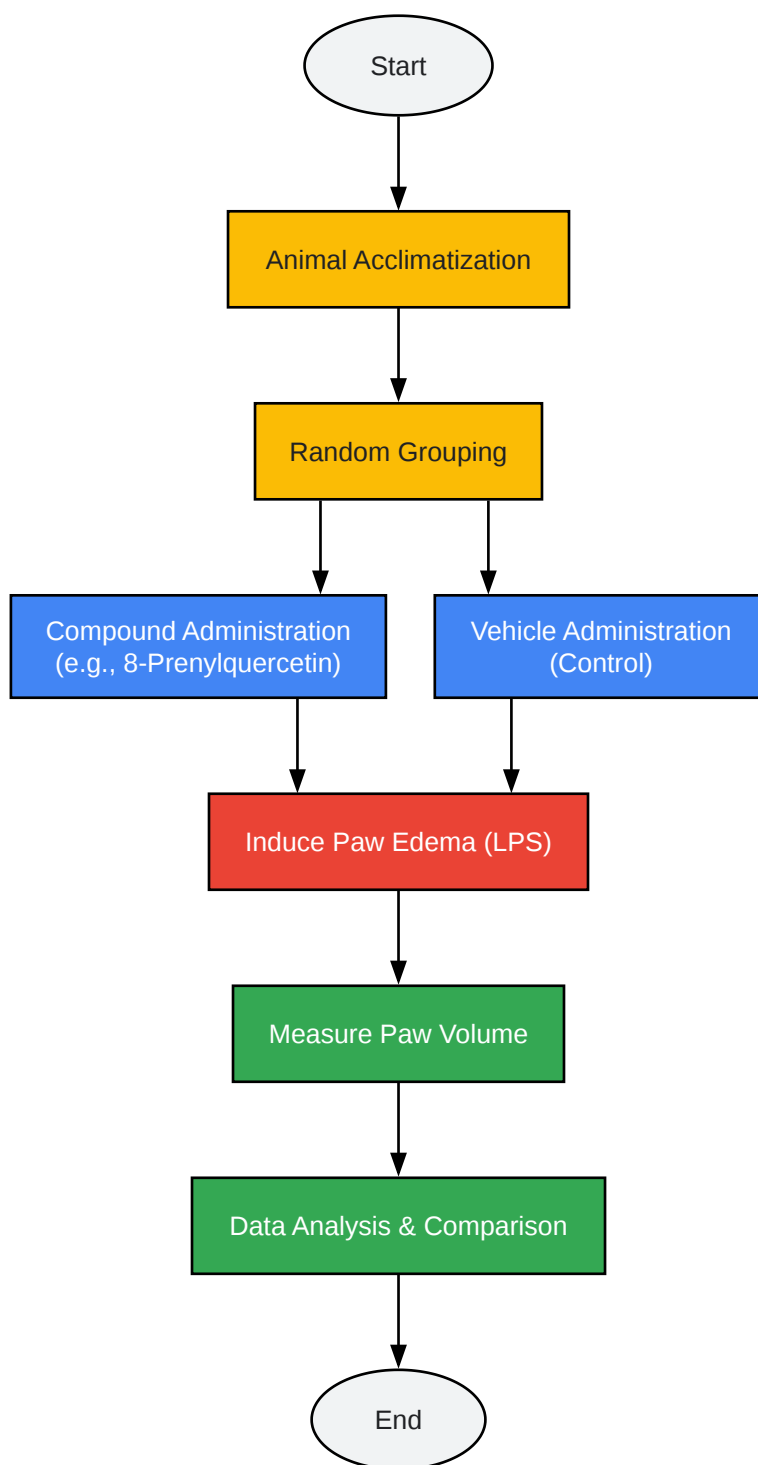 Start
Animal Acclimatization
Random Grouping
Compound Administration
(e.g., 8-Prenylquercetin)
Vehicle Administration
(Control)
Induce Paw Edema (LPS)
Measure Paw Volume
Data Analysis & Comparison
End